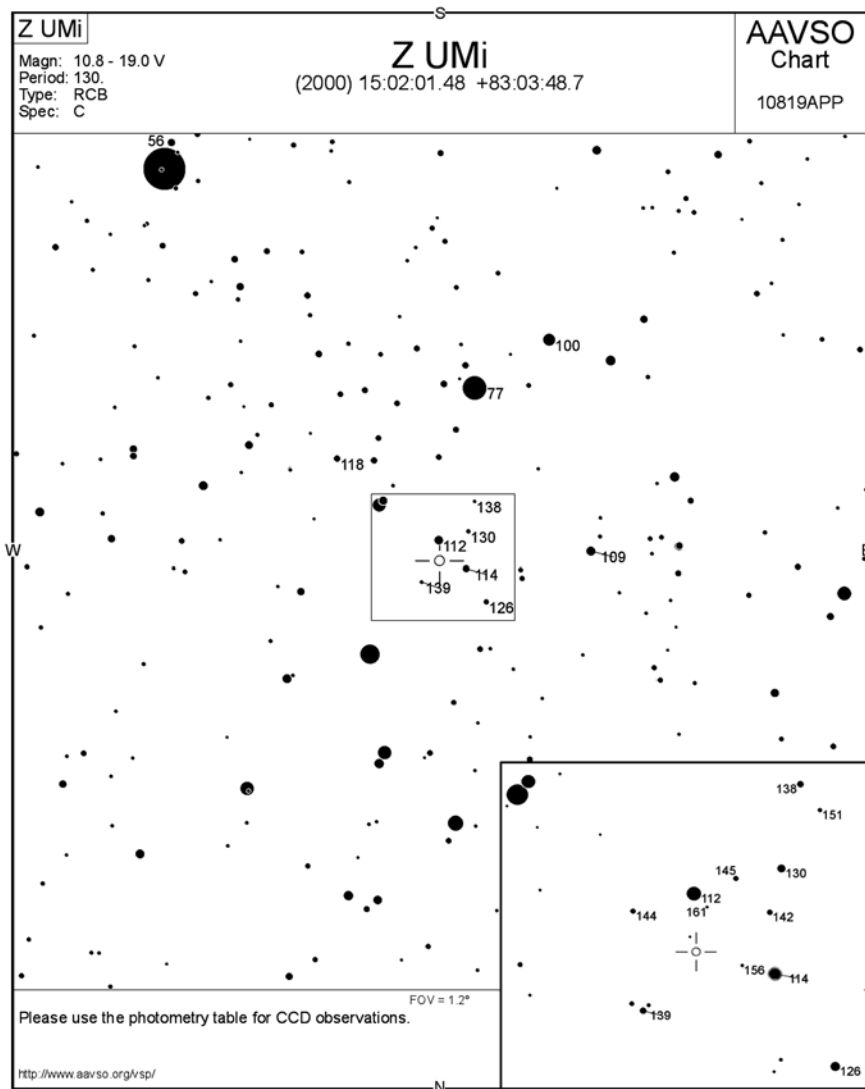 S
Z UMi
Magn: 10.8 - 19.0 V
Period: 130.
Type: RCB
Spec: C
Z UMi
(2000) 15:02:01.48 +83:03:48.7
AAVSO
Chart
10819APP
56
100
77
118
138
130
112
W
109
E
114
139
126
138
151
145
130
112
144
161
142
156
114
139
126
FOV = 1.2°
Please use the photometry table for CCD observations.
http://www.aavso.org/vsp/
N